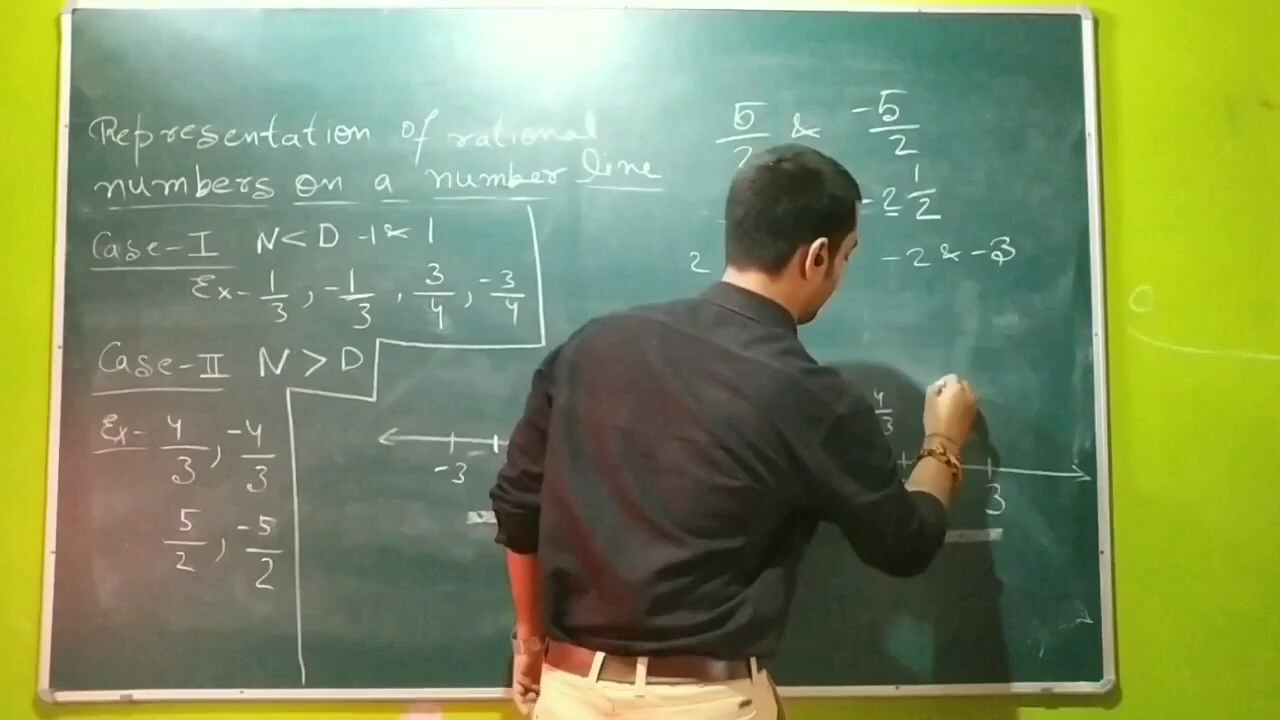 Representation of rational
numbers on a number line
Case-I N<D -1 & 1
Ex- 1/3, -1/3, 3/4, -3/4
Case-II N > D
Ex- 4/3, -4/3
5/2, -5/2
5/2 & -5/2
-2 1/2
2 -2 & -3
4/3
-3 3